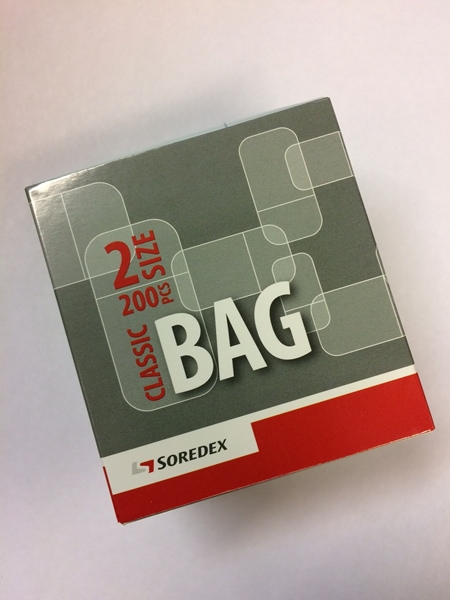 2 SIZE
CLASSIC 200 PCS
BAG
SOREDEX